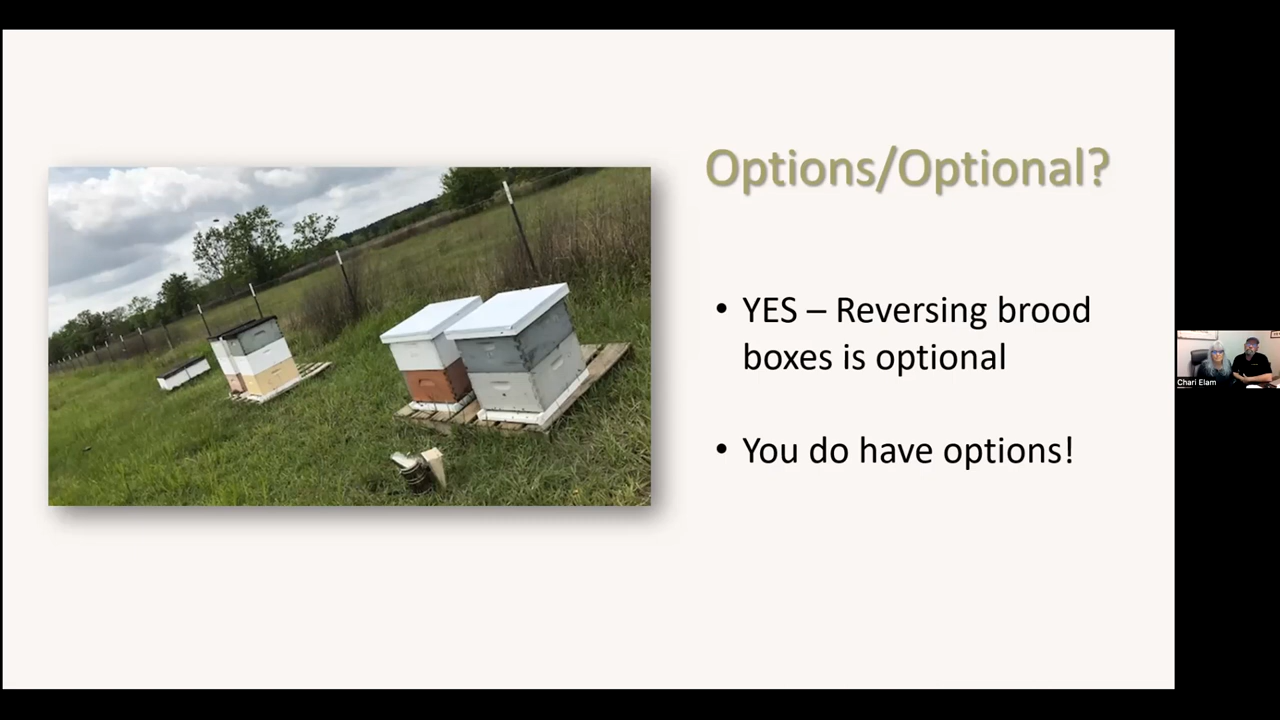 Options/Optional?
• YES – Reversing brood
boxes is optional
• You do have options!
Chari Elam